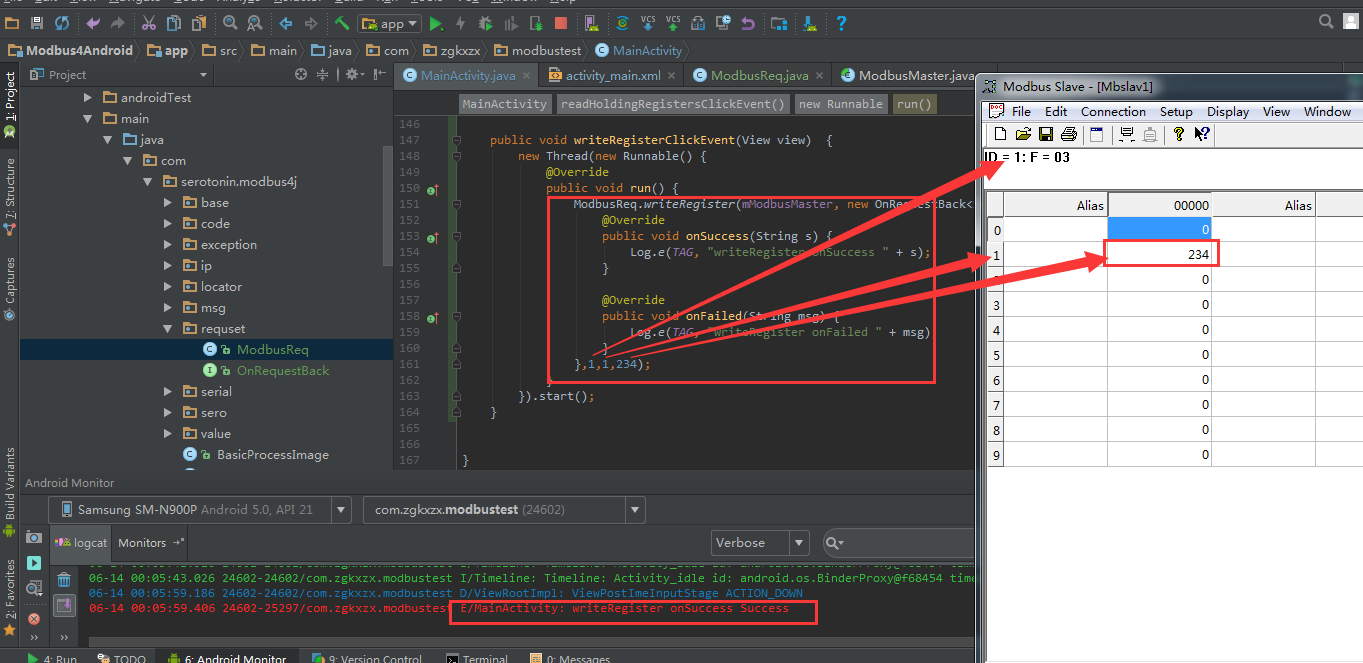 app
VCS VCS
Modbus4Android app src main java com zgkxzx modbustest MainActivity
Project
MainActivity.java activity_main.xml ModbusReq.java ModbusMaster.java
MainActivity readHoldingRegistersClickEvent() new Runnable run()
1: Project
7: Structure
Captures
Build Variants
2: Favorites
androidTest
main
java
com
serotonin.modbus4j
base
code
exception
ip
locator
msg
requset
ModbusReq
OnRequestBack
serial
sero
value
BasicProcessImage
146
147 public void writeRegisterClickEvent(View view) {
148 new Thread(new Runnable() {
149 @Override
150 public void run() {
151 ModbusReq.writeRegister(mModbusMaster, new OnRequestBack<
152 @Override
153 public void onSuccess(String s) {
154 Log.e(TAG, "writeRegister onSuccess " + s);
155 }
156
157 @Override
158 public void onFailed(String msg) {
159 Log.e(TAG, "writeRegister onFailed " + msg)
160 }
161 },1,1,234);
162 }
163 }).start();
164 }
165
166
167 }
Modbus Slave - [Mbslav1]
File Edit Connection Setup Display View Window
ID = 1: F = 03
Alias 00000 Alias
0 0
1 234
0
3 0
4 0
5 0
6 0
7 0
8 0
9 0
Android Monitor
Samsung SM-N900P Android 5.0, API 21 com.zgkxzx.modbustest (24602)
logcat Monitors Verbose
06-14 00:05:43.026 24602-24602/com.zgkxzx.modbustest I/Timeline: Timeline: Activity_idle id: android.os.BinderProxy@f68454 time
06-14 00:05:59.186 24602-24602/com.zgkxzx.modbustest D/ViewRootImpl: ViewPostImeInputStage ACTION_DOWN
06-14 00:05:59.406 24602-25297/com.zgkxzx.modbustest E/MainActivity: writeRegister onSuccess Success
4: Run TODO 6: Android Monitor 9: Version Control Terminal 0: Messages